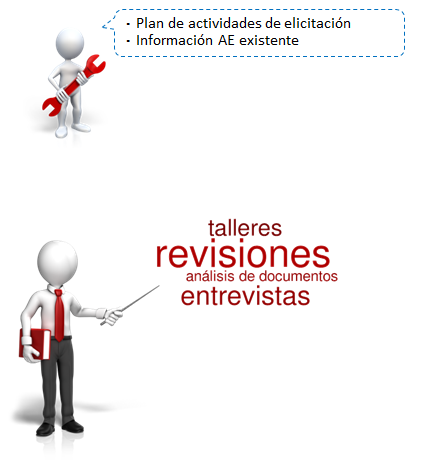 · Plan de actividades de elicitación
· Información AE existente
talleres
revisiones
análisis de documentos
entrevistas